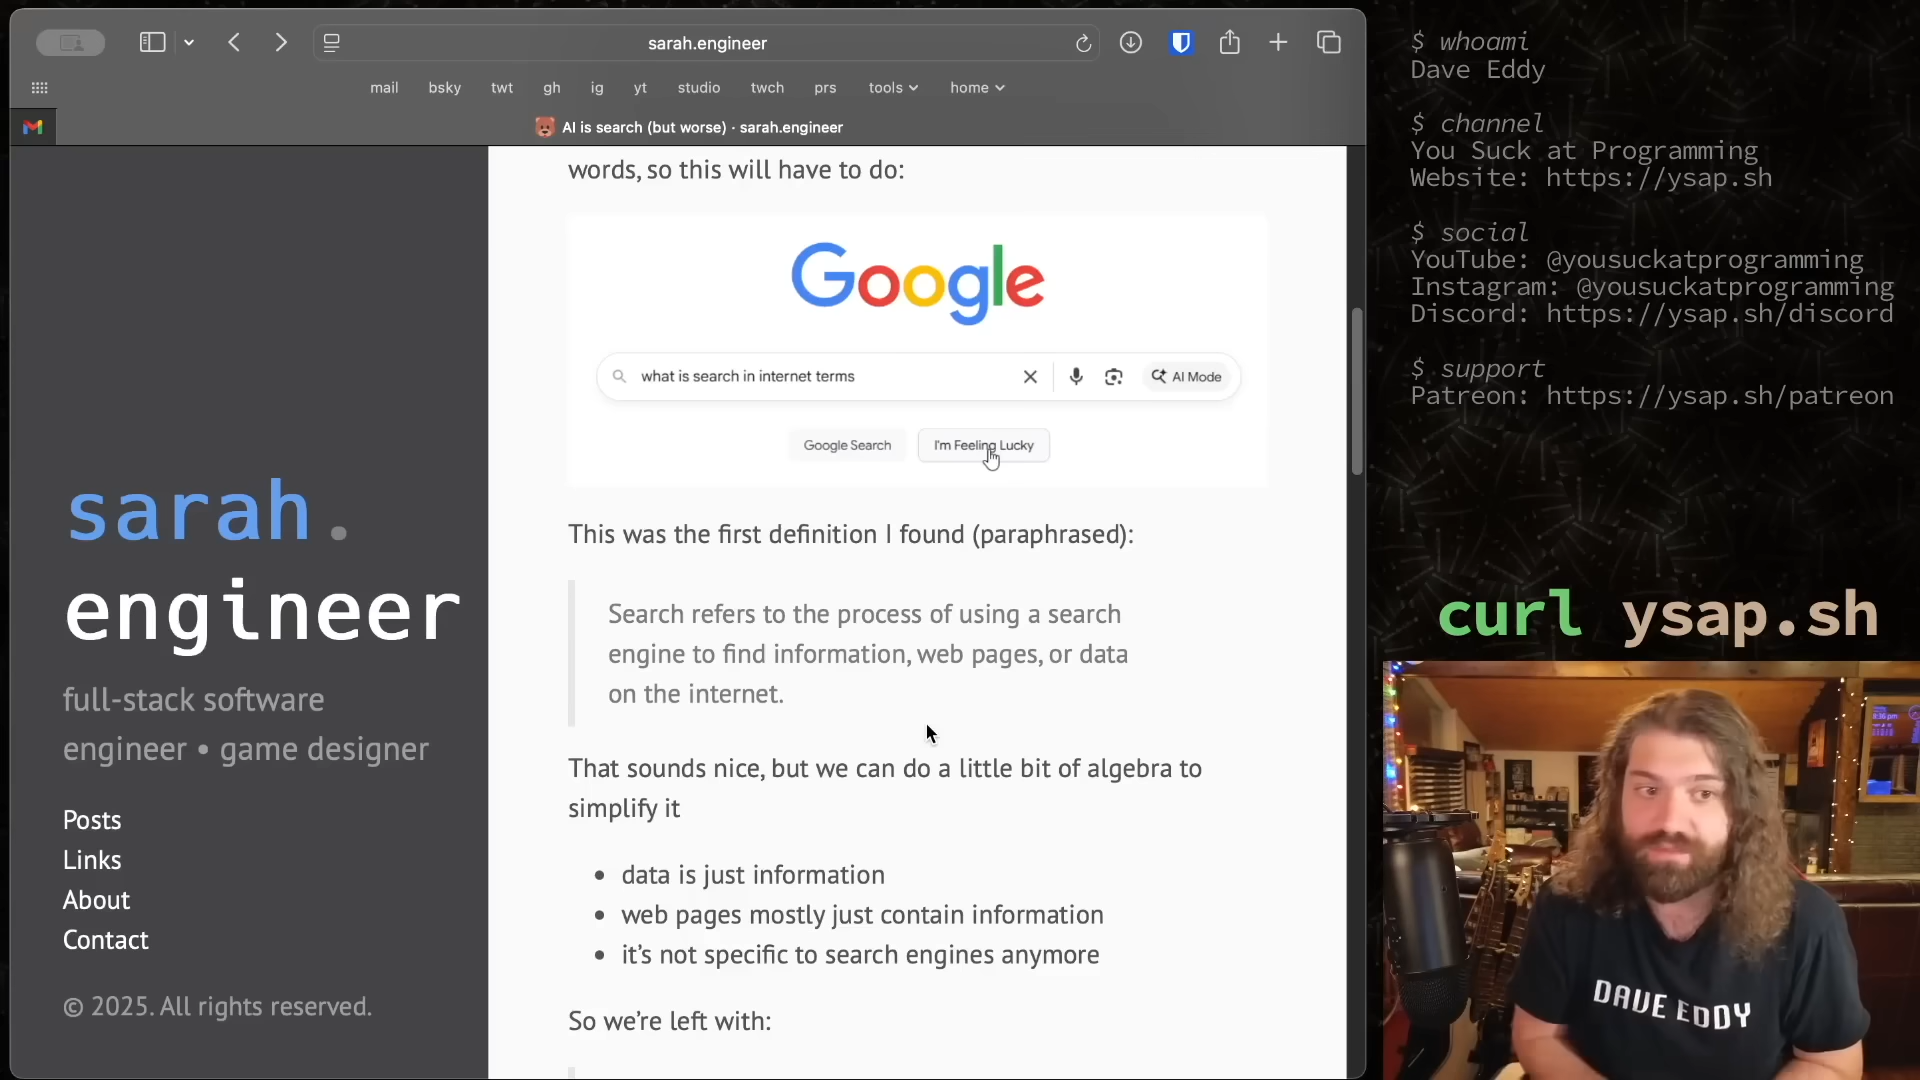 sarah.engineer
mail bsky twt gh ig yt studio twch prs tools home
AI is search (but worse) · sarah.engineer
words, so this will have to do:
Google
what is search in internet terms
AI Mode
Google Search
I'm Feeling Lucky
This was the first definition I found (paraphrased):
Search refers to the process of using a search
engine to find information, web pages, or data
on the internet.
That sounds nice, but we can do a little bit of algebra to
simplify it
• data is just information
• web pages mostly just contain information
• it's not specific to search engines anymore
So we're left with:
sarah.
engineer
full-stack software
engineer • game designer
Posts
Links
About
Contact
© 2025. All rights reserved.
$ whoami
Dave Eddy
$ channel
You Suck at Programming
Website: https://ysap.sh
$ social
YouTube: @yousuckatprogramming
Instagram: @yousuckatprogramming
Discord: https://ysap.sh/discord
$ support
Patreon: https://ysap.sh/patreon
curl ysap.sh
DAVE EDDY